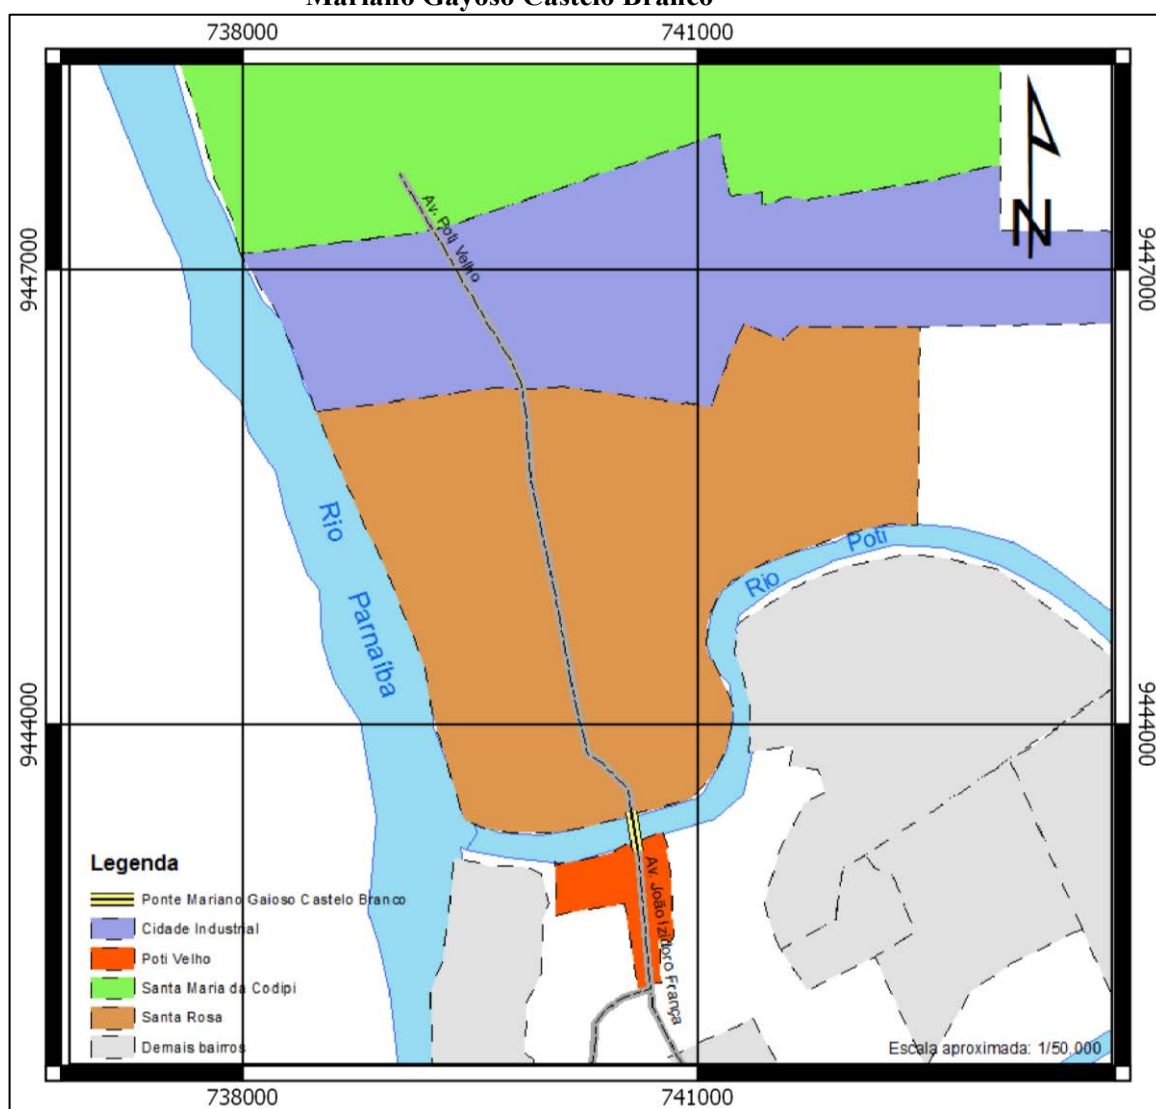 Mariano Gayoso Castelo Branco
738000
741000
N
Av. Poti Velho
9447000
9447000
Rio
Parnaíba
Rio
Poti
9444000
9444000
Av. João Izidoro França
Legenda
Ponte Mariano Gaioso Castelo Branco
Cidade Industrial
Poti Velho
Santa Maria da Codipi
Santa Rosa
Demais bairros
Escala aproximada: 1/50.000
738000
741000